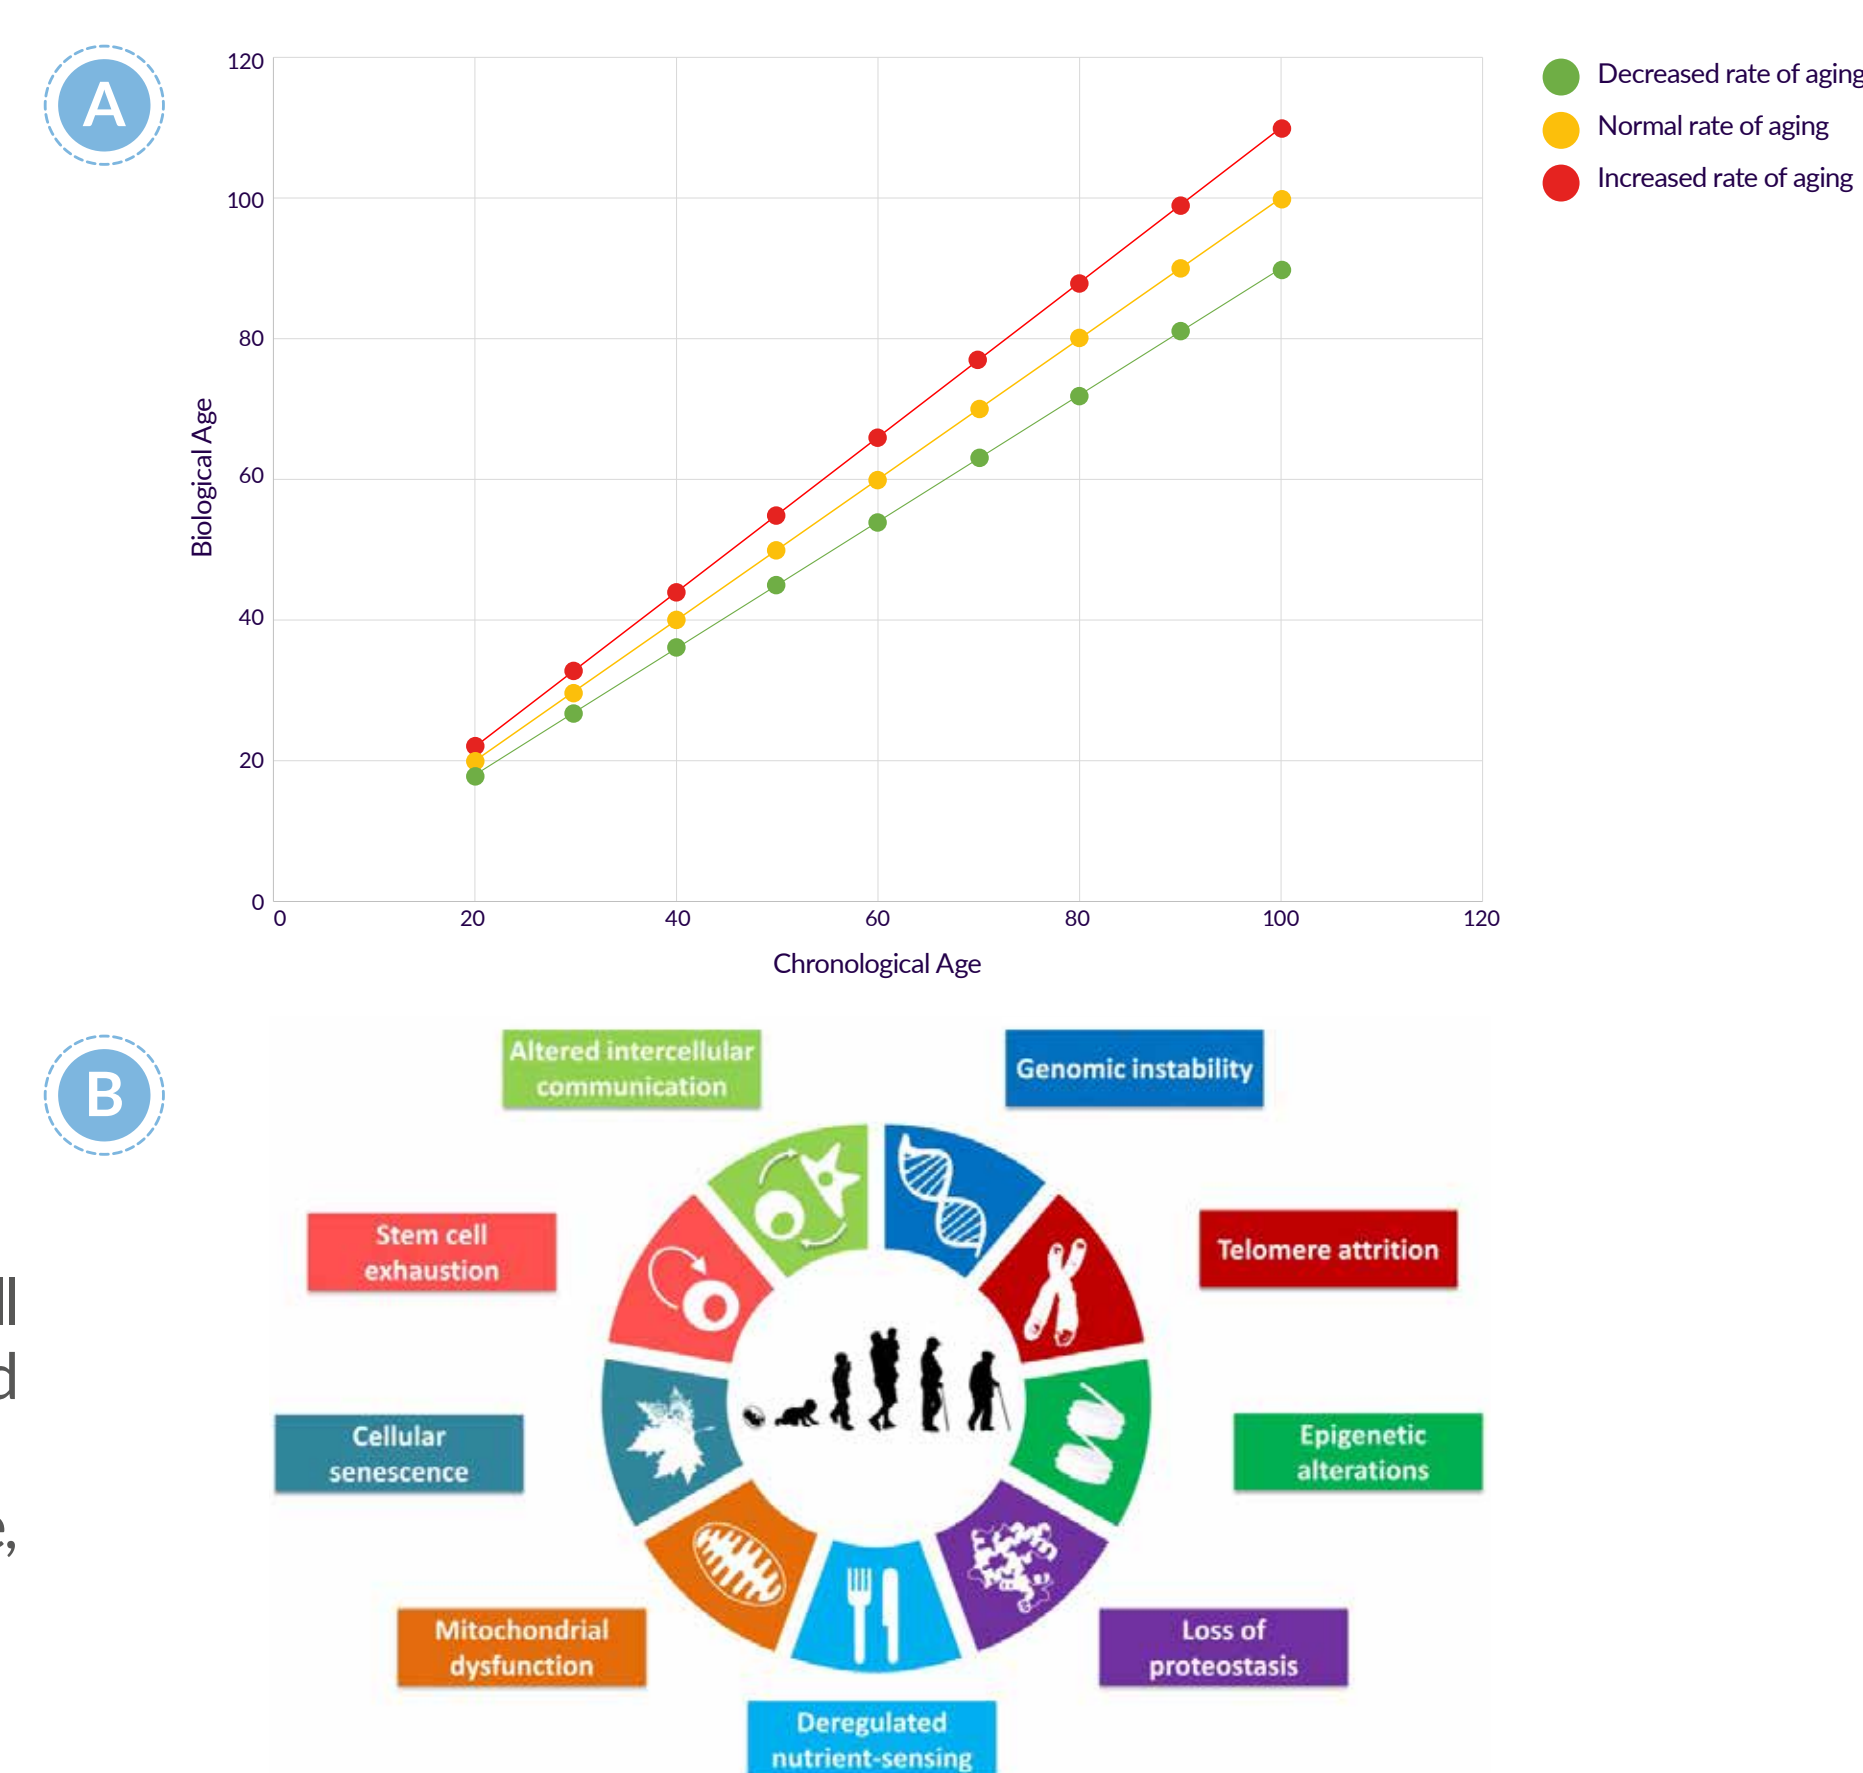 A
120
100
80
60
40
20
0
Biological Age
0 20 40 60 80 100 120
Chronological Age
Decreased rate of aging
Normal rate of aging
Increased rate of aging
B
Altered intercellular
communication
Genomic instability
Stem cell
exhaustion
Telomere attrition
Cellular
senescence
Epigenetic
alterations
Mitochondrial
dysfunction
Loss of
proteostasis
Deregulated
nutrient-sensing